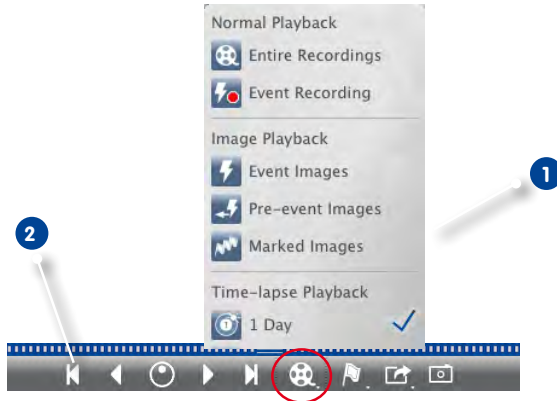 Normal Playback
Entire Recordings
Event Recording
Image Playback
Event Images
Pre-event Images
Marked Images
Time-lapse Playback
1 1 Day
1
2